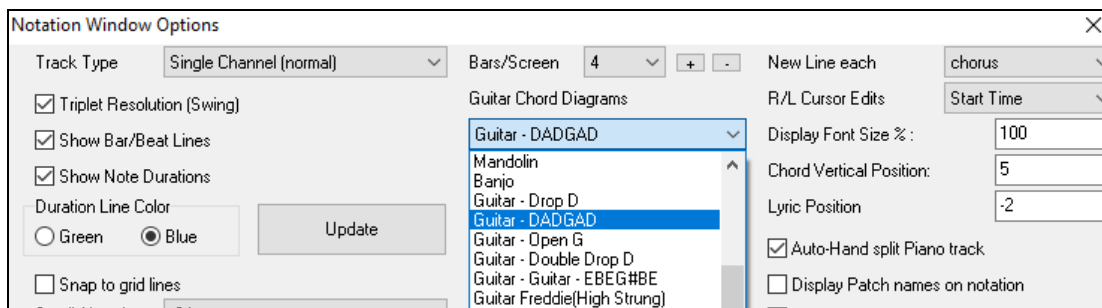 Notation Window Options
Track Type Single Channel (normal) Bars/Screen 4 + - New Line each chorus
Triplet Resolution (Swing) Guitar Chord Diagrams R/L Cursor Edits Start Time
Show Bar/Beat Lines Guitar - DADGAD Display Font Size % : 100
Mandolin
Show Note Durations Banjo Chord Vertical Position: 5
Guitar - Drop D
Duration Line Color Guitar - DADGAD Lyric Position -2
Green Blue Update Guitar - Open G
Guitar - Double Drop D Auto-Hand split Piano track
Snap to grid lines Guitar - Guitar - EBEG#BE Display Patch names on notation
Guitar Freddie(High Strung)